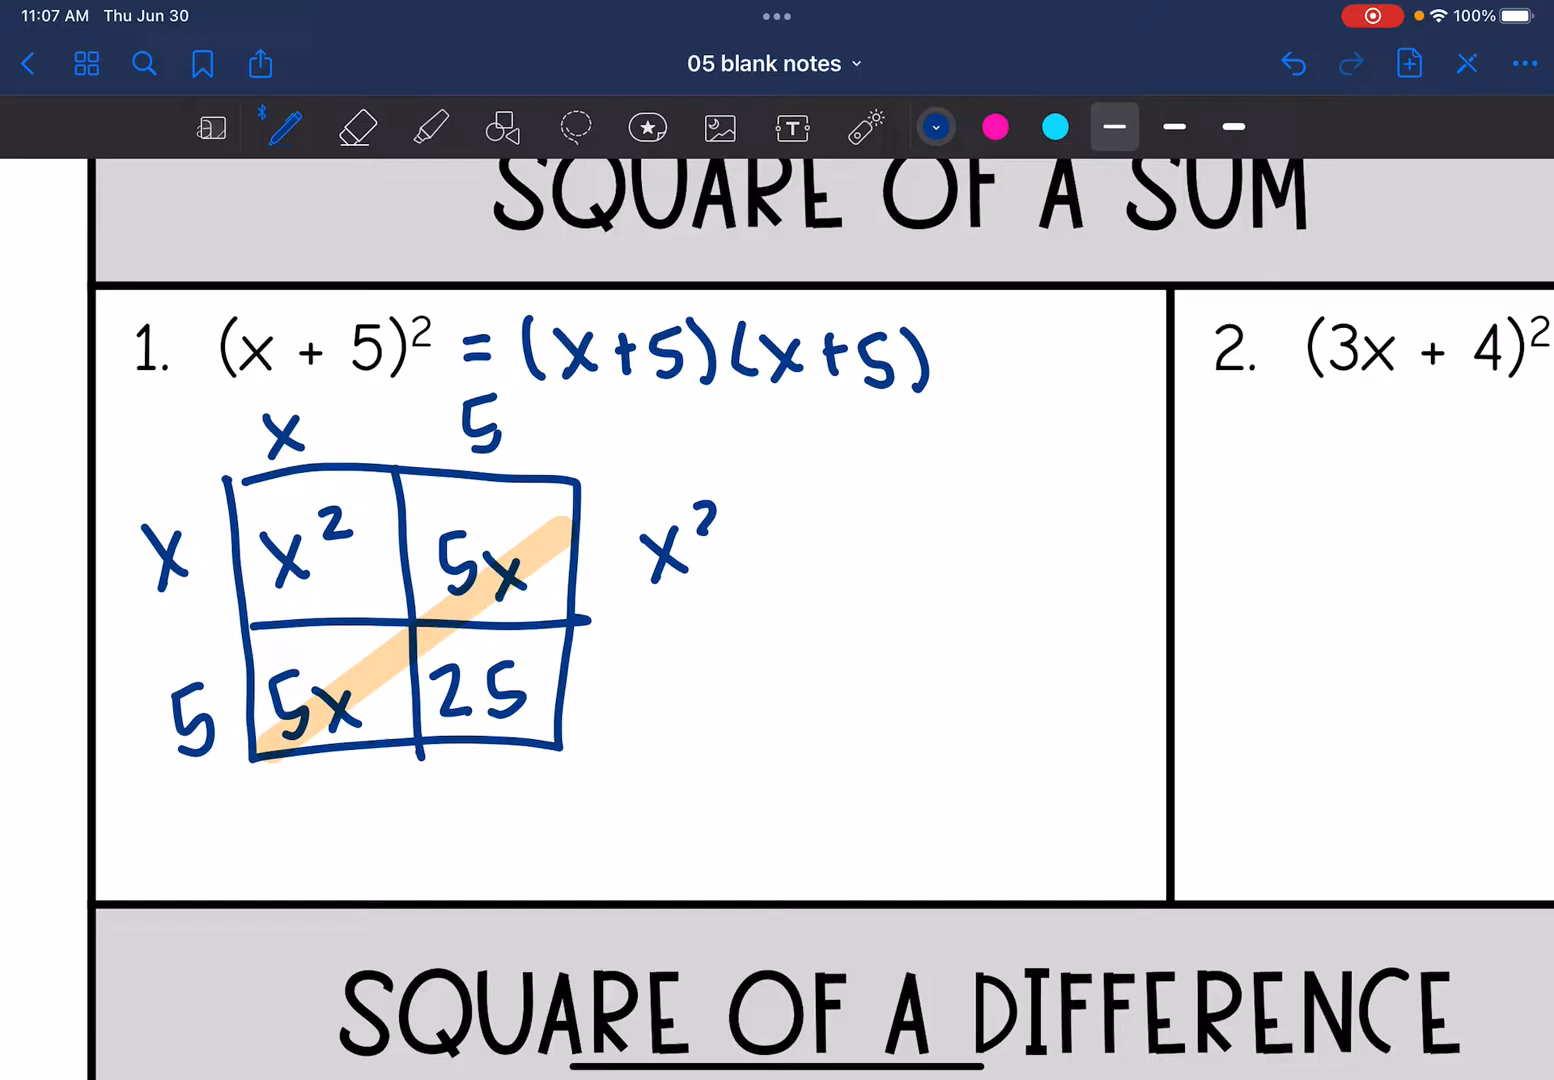 11:07 AM Thu Jun 30
100%
05 blank notes
T
SQUARE OF A SUM
1. (x + 5)² = (x+5)(x+5)
2. (3x + 4)²
x 5
x x² 5x x²
5 5x 25
SQUARE OF A DIFFERENCE